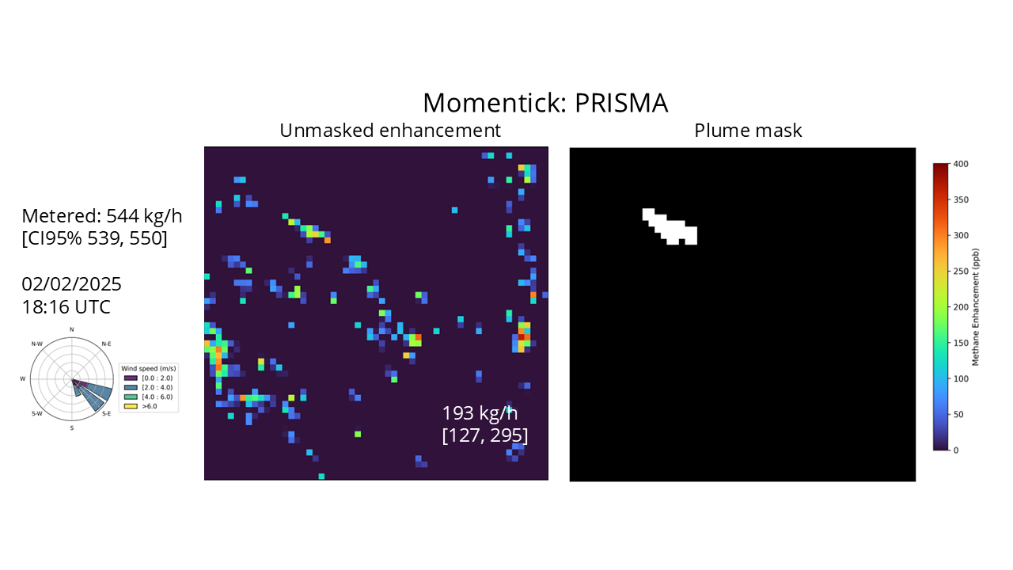 Momentick: PRISMA
Unmasked enhancement
Plume mask
Metered: 544 kg/h
[CI95% 539, 550]
02/02/2025
18:16 UTC
N
N-W
N-E
W
S-W
S-E
S
Wind speed (m/s)
[0.0 : 2.0)
[2.0 : 4.0)
[4.0 : 6.0)
>6.0
193 kg/h
[127, 295]
400
350
300
250
200
150
100
50
0
Methane Enhancement (ppb)